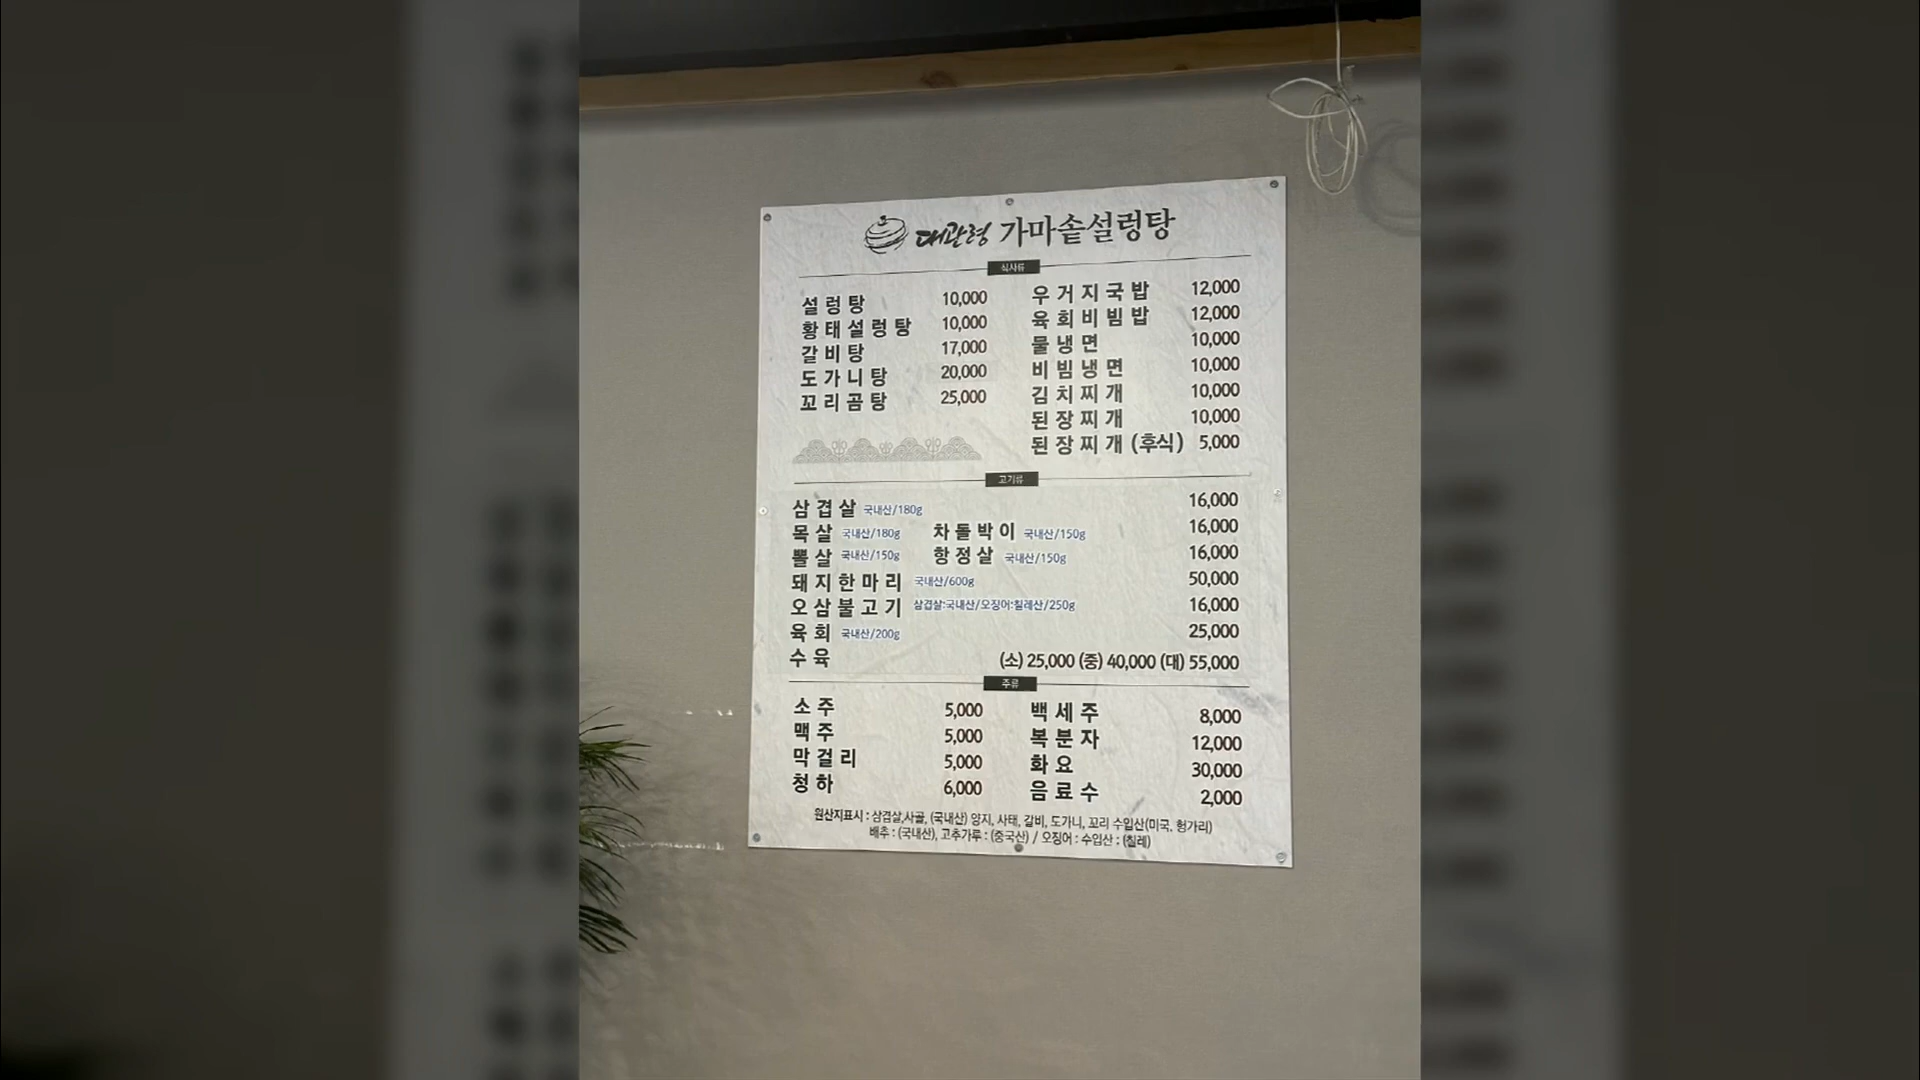 대관령 가마솥설렁탕
식사류
설렁탕 10,000
황태설렁탕 10,000
갈비탕 17,000
도가니탕 20,000
꼬리곰탕 25,000
우거지국밥 12,000
육회비빔밥 12,000
물냉면 10,000
비빔냉면 10,000
김치찌개 10,000
된장찌개 10,000
된장찌개 (후식) 5,000
고기류
삼겹살 국내산/180g 16,000
목살 국내산/180g 차돌박이 국내산/150g 16,000
뽈살 국내산/150g 항정살 국내산/150g 16,000
돼지한마리 국내산/600g 50,000
오삼불고기 삼겹살:국내산/오징어:칠레산/250g 16,000
육회 국내산/200g 25,000
수육 (소) 25,000 (중) 40,000 (대) 55,000
주류
소주 5,000
맥주 5,000
막걸리 5,000
청하 6,000
백세주 8,000
복분자 12,000
화요 30,000
음료수 2,000
원산지표시 : 삼겹살,사골, (국내산) 양지, 사태, 갈비, 도가니, 꼬리 수입산(미국, 헝가리)
배추 : (국내산), 고추가루 : (중국산) / 오징어 : 수입산 : (칠레)